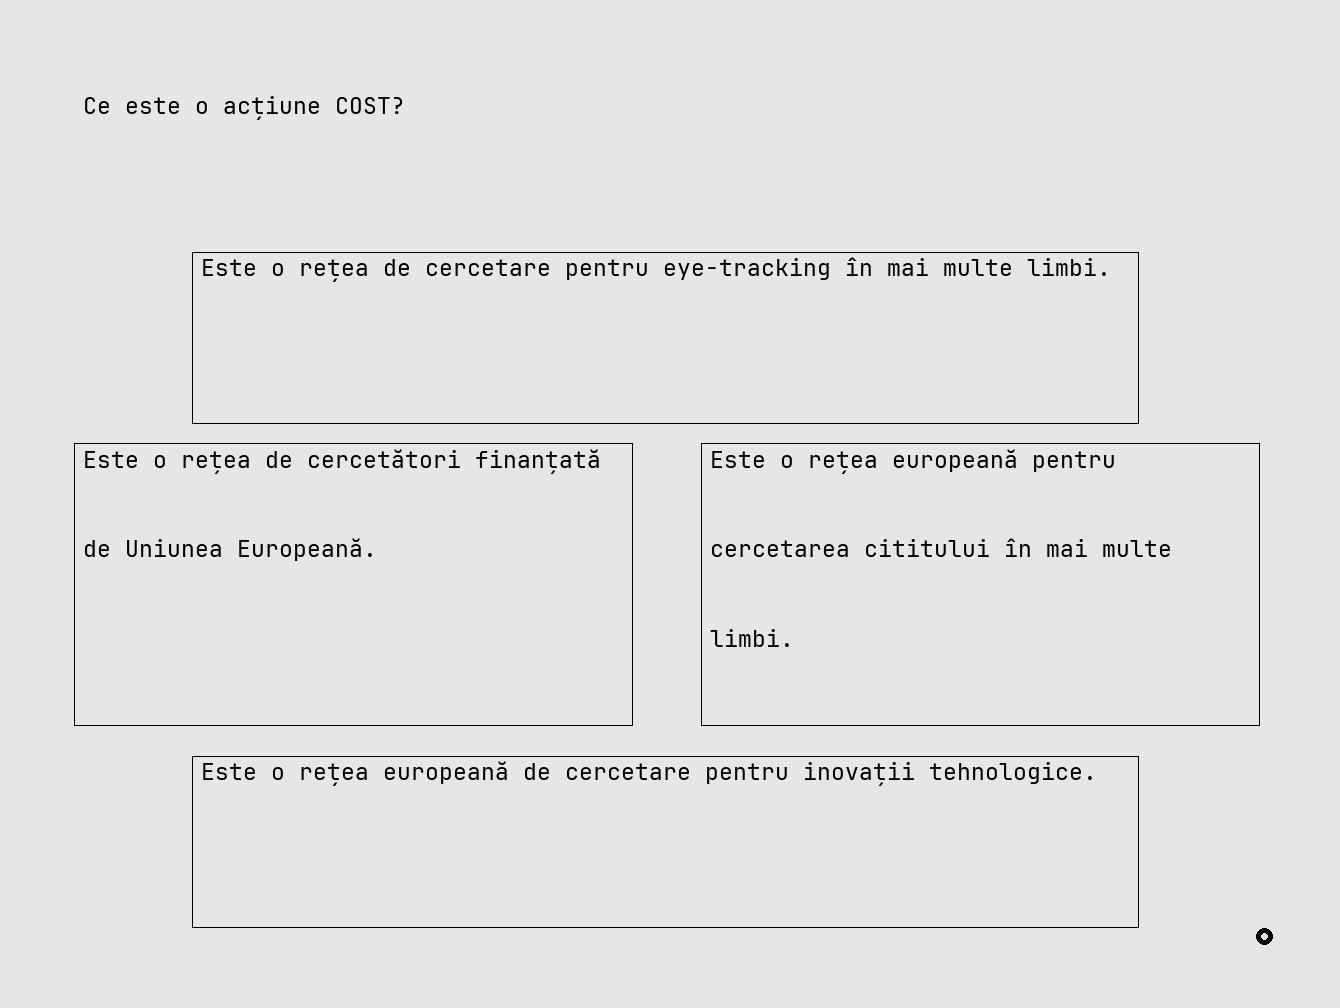 Ce este o acțiune COST?
Este o rețea de cercetare pentru eye-tracking în mai multe limbi.
Este o rețea de cercetători finanțată
de Uniunea Europeană.
Este o rețea europeană pentru
cercetarea cititului în mai multe
limbi.
Este o rețea europeană de cercetare pentru inovații tehnologice.